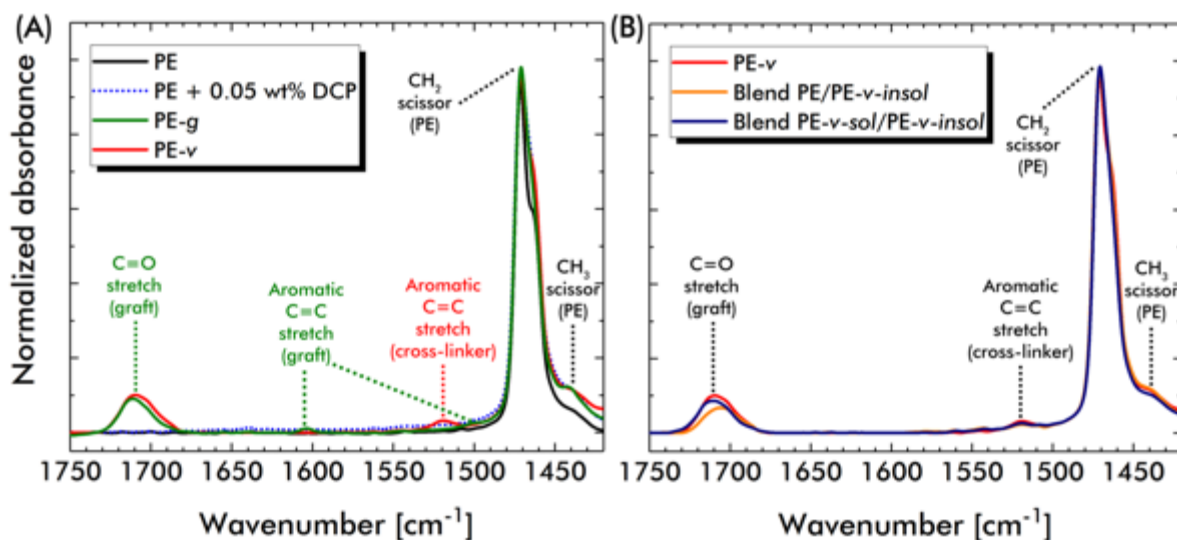 (A)
PE
PE + 0.05 wt% DCP
PE-g
PE-v
CH2
scissor
(PE)
C=O
stretch
(graft)
Aromatic
C=C
stretch
(graft)
Aromatic
C=C
stretch
(cross-linker)
CH3
scissor
(PE)
Normalized absorbance
1750 1700 1650 1600 1550 1500 1450
Wavenumber [cm-1]
(B)
PE-v
Blend PE/PE-v-insol
Blend PE-v-sol/PE-v-insol
CH2
scissor
(PE)
C=O
stretch
(graft)
Aromatic
C=C
stretch
(cross-linker)
CH3
scissor
(PE)
1750 1700 1650 1600 1550 1500 1450
Wavenumber [cm-1]